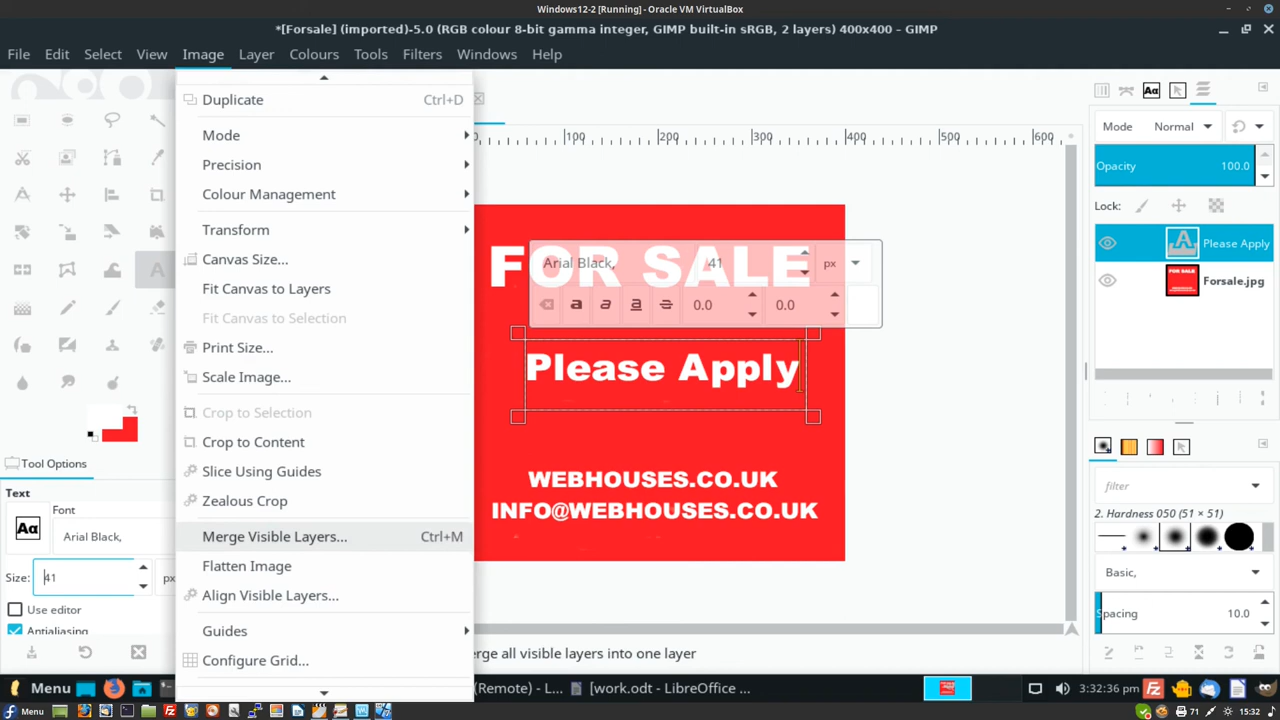 Windows12-2 [Running] - Oracle VM VirtualBox
*[Forsale] (imported)-5.0 (RGB colour 8-bit gamma integer, GIMP built-in sRGB, 2 layers) 400x400 – GIMP
File Edit Select View Image Layer Colours Tools Filters Windows Help
Duplicate Ctrl+D
Mode
Precision
Colour Management
Transform
Canvas Size...
Fit Canvas to Layers
Fit Canvas to Selection
Print Size...
Scale Image...
Crop to Selection
Crop to Content
Slice Using Guides
Zealous Crop
Merge Visible Layers... Ctrl+M
Flatten Image
Align Visible Layers...
Guides
Configure Grid...
100 200 300 400 500 600
FOR SALE
Arial Black, 41 px
a a a 0.0 0.0
Please Apply
WEBHOUSES.CO.UK
INFO@WEBHOUSES.CO.UK
erge all visible layers into one layer
Tool Options
Text
Font
Aa Arial Black,
Size: 41 px
Use editor
Antialiasing
Aa
Mode Normal
Opacity 100.0
Lock:
Please Apply
Forsale.jpg
filter
2. Hardness 050 (51 × 51)
Basic,
Spacing 10.0
Menu (Remote) - L... [work.odt - LibreOffice ... 3:32:36 pm
Menu 71 15:32